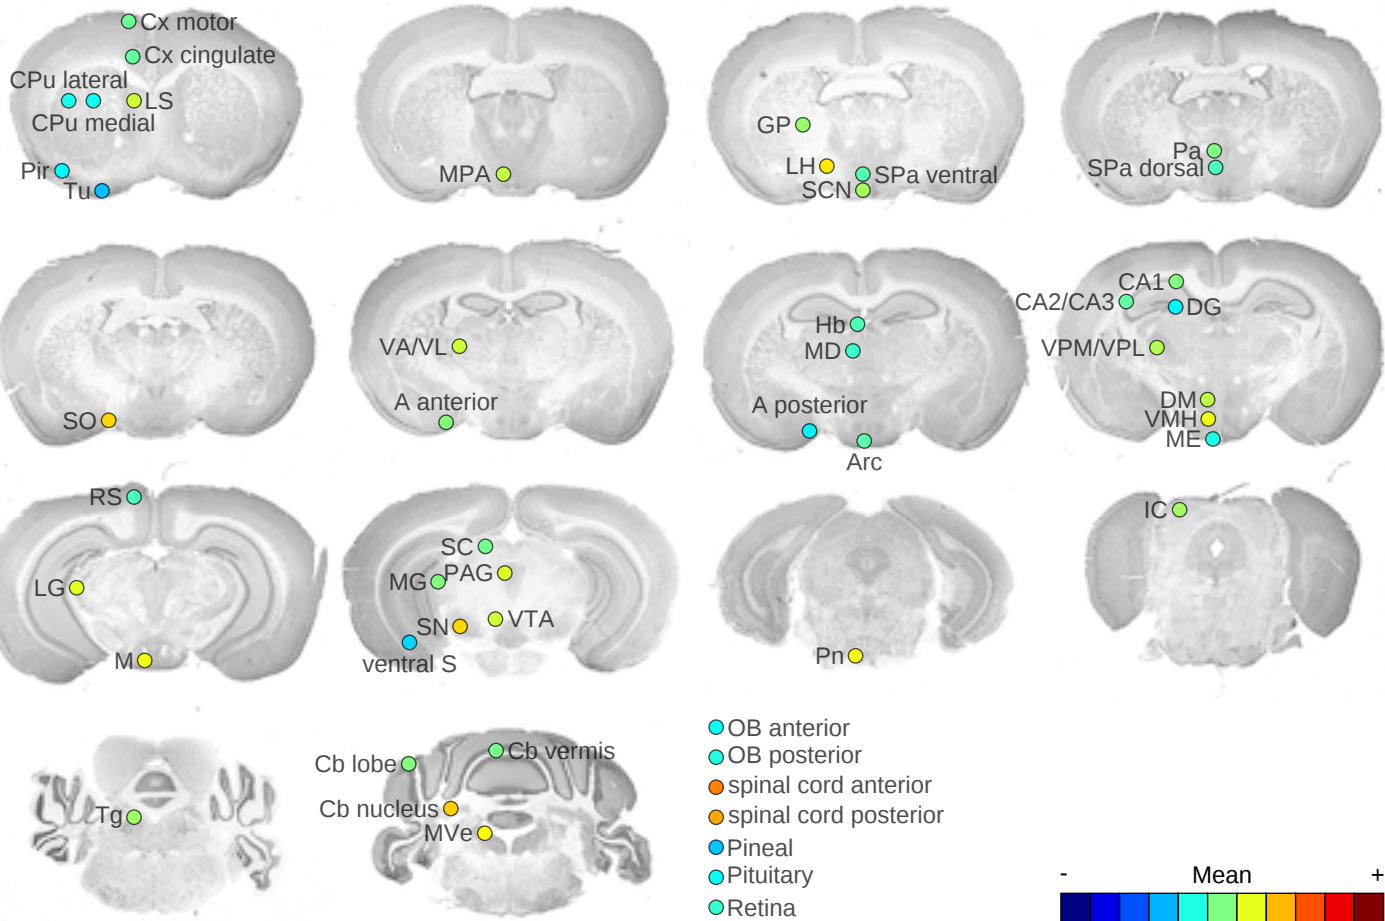 Cx motor
Cx cingulate
CPu lateral
LS
CPu medial
Pir
Tu
MPA
GP
LH
SPa ventral
SCN
Pa
SPa dorsal
SO
VA/VL
A anterior
Hb
MD
A posterior
Arc
CA1
CA2/CA3
DG
VPM/VPL
DM
VMH
ME
RS
LG
M
SC
MG
PAG
SN
VTA
ventral S
Pn
IC
Tg
Cb lobe
Cb vermis
Cb nucleus
MVe
OB anterior
OB posterior
spinal cord anterior
spinal cord posterior
Pineal
Pituitary
Retina
- Mean +